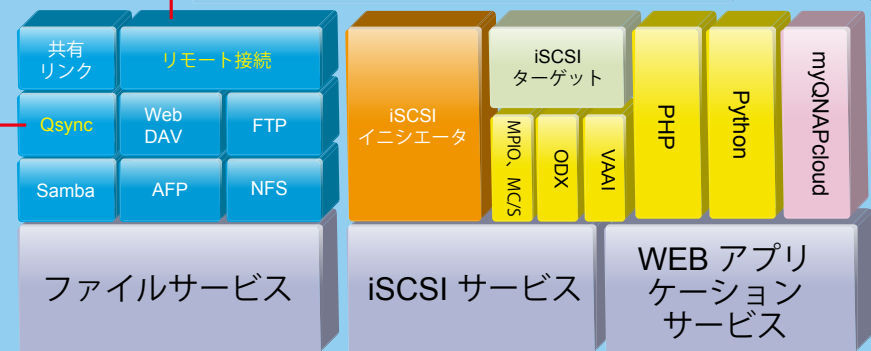 共有
リンク
リモート接続
Qsync
Web
DAV
FTP
Samba
AFP
NFS
iSCSI
イニシエータ
iSCSI
ターゲット
MPIO、MC/S
ODX
VAAI
PHP
Python
myQNAPcloud
ファイルサービス
iSCSI サービス
WEB アプリ
ケーション
サービス